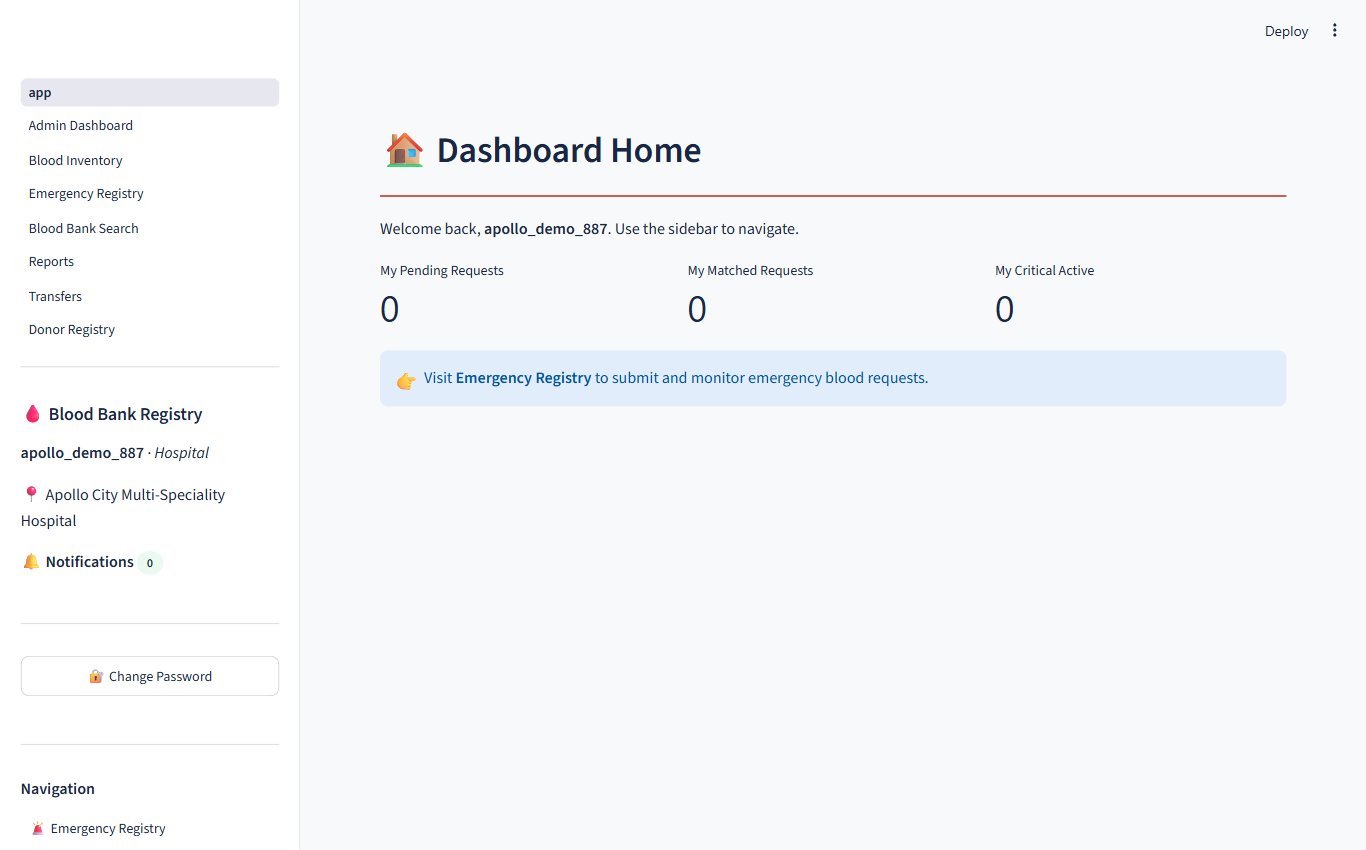 Deploy
app
Admin Dashboard
Blood Inventory
Emergency Registry
Blood Bank Search
Reports
Transfers
Donor Registry
Blood Bank Registry
apollo_demo_887 · Hospital
Apollo City Multi-Speciality
Hospital
Notifications 0
Change Password
Navigation
Emergency Registry
Dashboard Home
Welcome back, apollo_demo_887. Use the sidebar to navigate.
My Pending Requests
0
My Matched Requests
0
My Critical Active
0
Visit Emergency Registry to submit and monitor emergency blood requests.